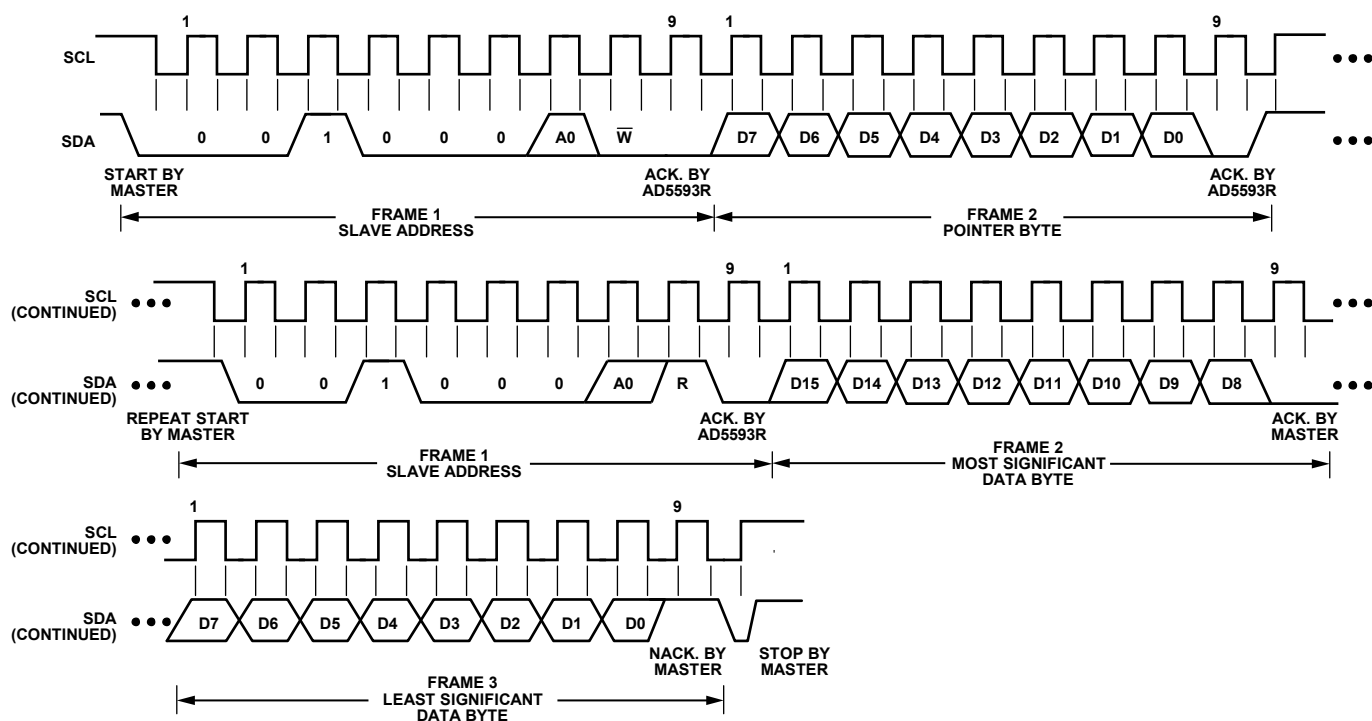 1 9 1 9
SCL
SDA
0 0 1 0 0 0 A0 W̅ D7 D6 D5 D4 D3 D2 D1 D0
START BY
MASTER
ACK. BY
AD5593R
ACK. BY
AD5593R
FRAME 1
SLAVE ADDRESS
FRAME 2
POINTER BYTE
1 9 1 9
SCL
(CONTINUED)
SDA
(CONTINUED)
0 0 1 0 0 0 A0 R D15 D14 D13 D12 D11 D10 D9 D8
REPEAT START
BY MASTER
ACK. BY
AD5593R
ACK. BY
MASTER
FRAME 1
SLAVE ADDRESS
FRAME 2
MOST SIGNIFICANT
DATA BYTE
1 9
SCL
(CONTINUED)
SDA
(CONTINUED)
D7 D6 D5 D4 D3 D2 D1 D0
NACK. BY
MASTER
STOP BY
MASTER
FRAME 3
LEAST SIGNIFICANT
DATA BYTE